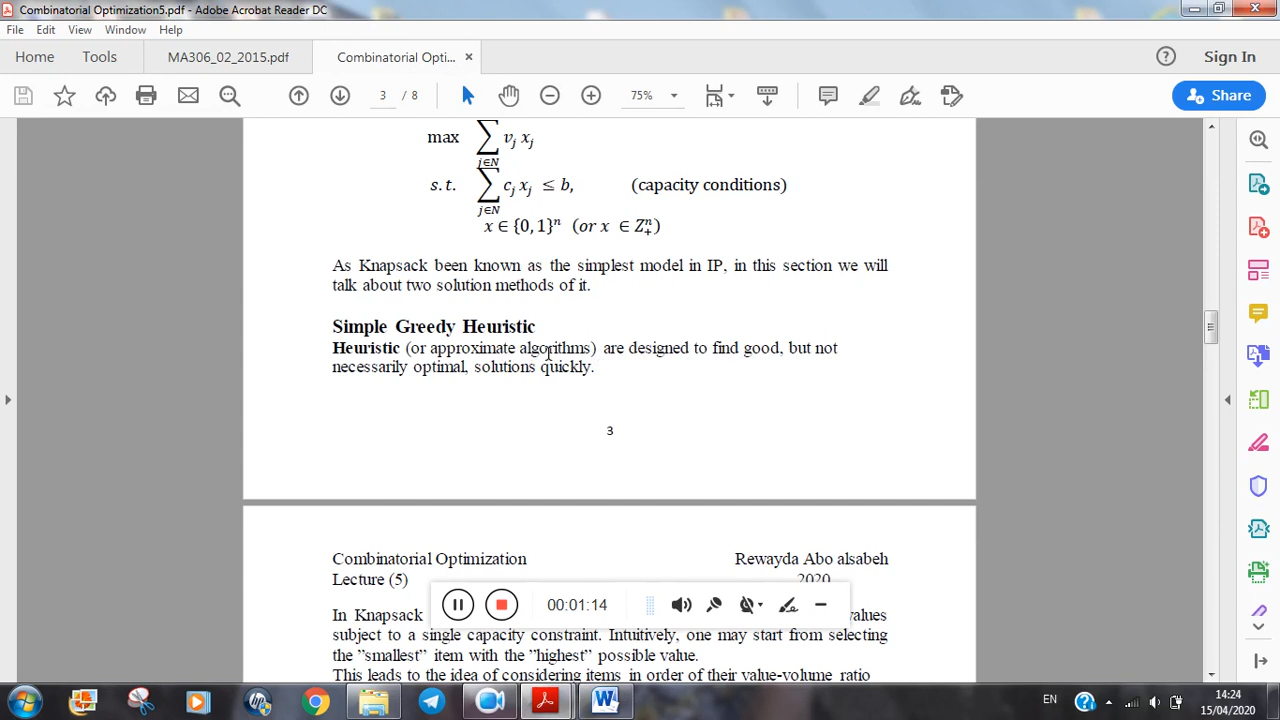 Combinatorial Optimization5.pdf - Adobe Acrobat Reader DC
File Edit View Window Help
Home Tools MA306_02_2015.pdf Combinatorial Opti... × Sign In
3 / 8 75% Share
max ∑ v_j x_j
j∈N
s.t. ∑ c_j x_j ≤ b, (capacity conditions)
j∈N
x ∈ {0, 1}^n (or x ∈ Z_+^n)
As Knapsack been known as the simplest model in IP, in this section we will
talk about two solution methods of it.
Simple Greedy Heuristic
Heuristic (or approximate algorithms) are designed to find good, but not
necessarily optimal, solutions quickly.
3
Combinatorial Optimization Rewayda Abo alsabeh
Lecture (5) 2020
In Knapsack values
00:01:14
subject to a single capacity constraint. Intuitively, one may start from selecting
the ”smallest” item with the ”highest” possible value.
This leads to the idea of considering items in order of their value-volume ratio
EN 14:24
15/04/2020